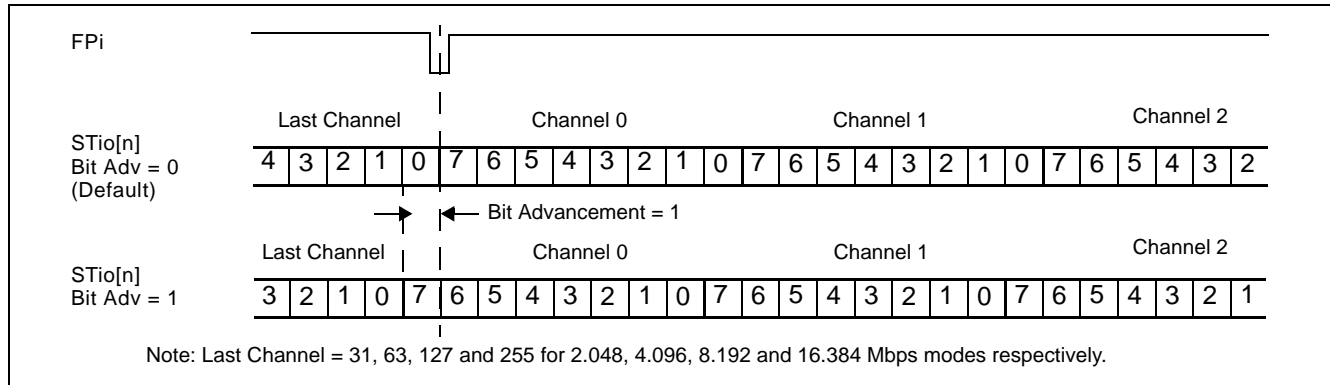 FPi
Last Channel Channel 0 Channel 1 Channel 2
STio[n]
Bit Adv = 0
(Default)
4 3 2 1 0 7 6 5 4 3 2 1 0 7 6 5 4 3 2 1 0 7 6 5 4 3 2
Bit Advancement = 1
Last Channel Channel 0 Channel 1 Channel 2
STio[n]
Bit Adv = 1
3 2 1 0 7 6 5 4 3 2 1 0 7 6 5 4 3 2 1 0 7 6 5 4 3 2 1
Note: Last Channel = 31, 63, 127 and 255 for 2.048, 4.096, 8.192 and 16.384 Mbps modes respectively.